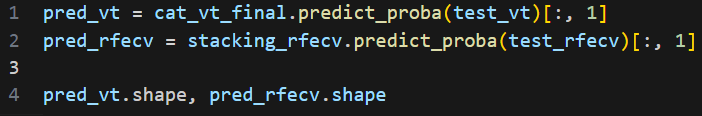 1 pred_vt = cat_vt_final.predict_proba(test_vt)[:, 1]
2 pred_rfecv = stacking_rfecv.predict_proba(test_rfecv)[:, 1]
3
4 pred_vt.shape, pred_rfecv.shape